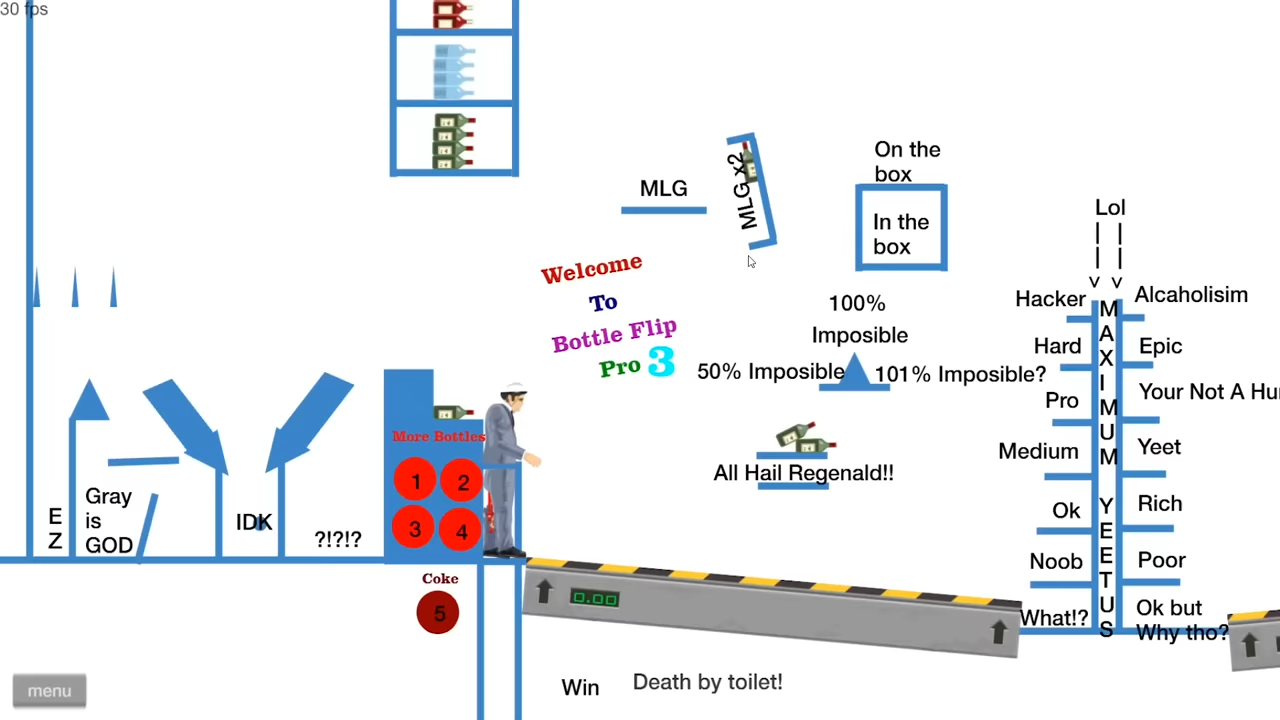 30 fps
On the
box
MLG
MLG x2
In the
box
Lol
Welcome
To
Bottle Flip
Pro 3
100%
Imposible
50% Imposible
101% Imposible?
Hacker
Alcaholisim
Hard
Epic
Pro
Your Not A Hu
Medium
Yeet
Ok
Rich
Noob
Poor
What!?
Ok but
Why tho?
MAXIMUM YEETUS
All Hail Regenald!!
More Bottles
1 2
3 4
Coke
5
EZ
Gray
is
GOD
IDK
?!?!?
0.00
menu
Win
Death by toilet!